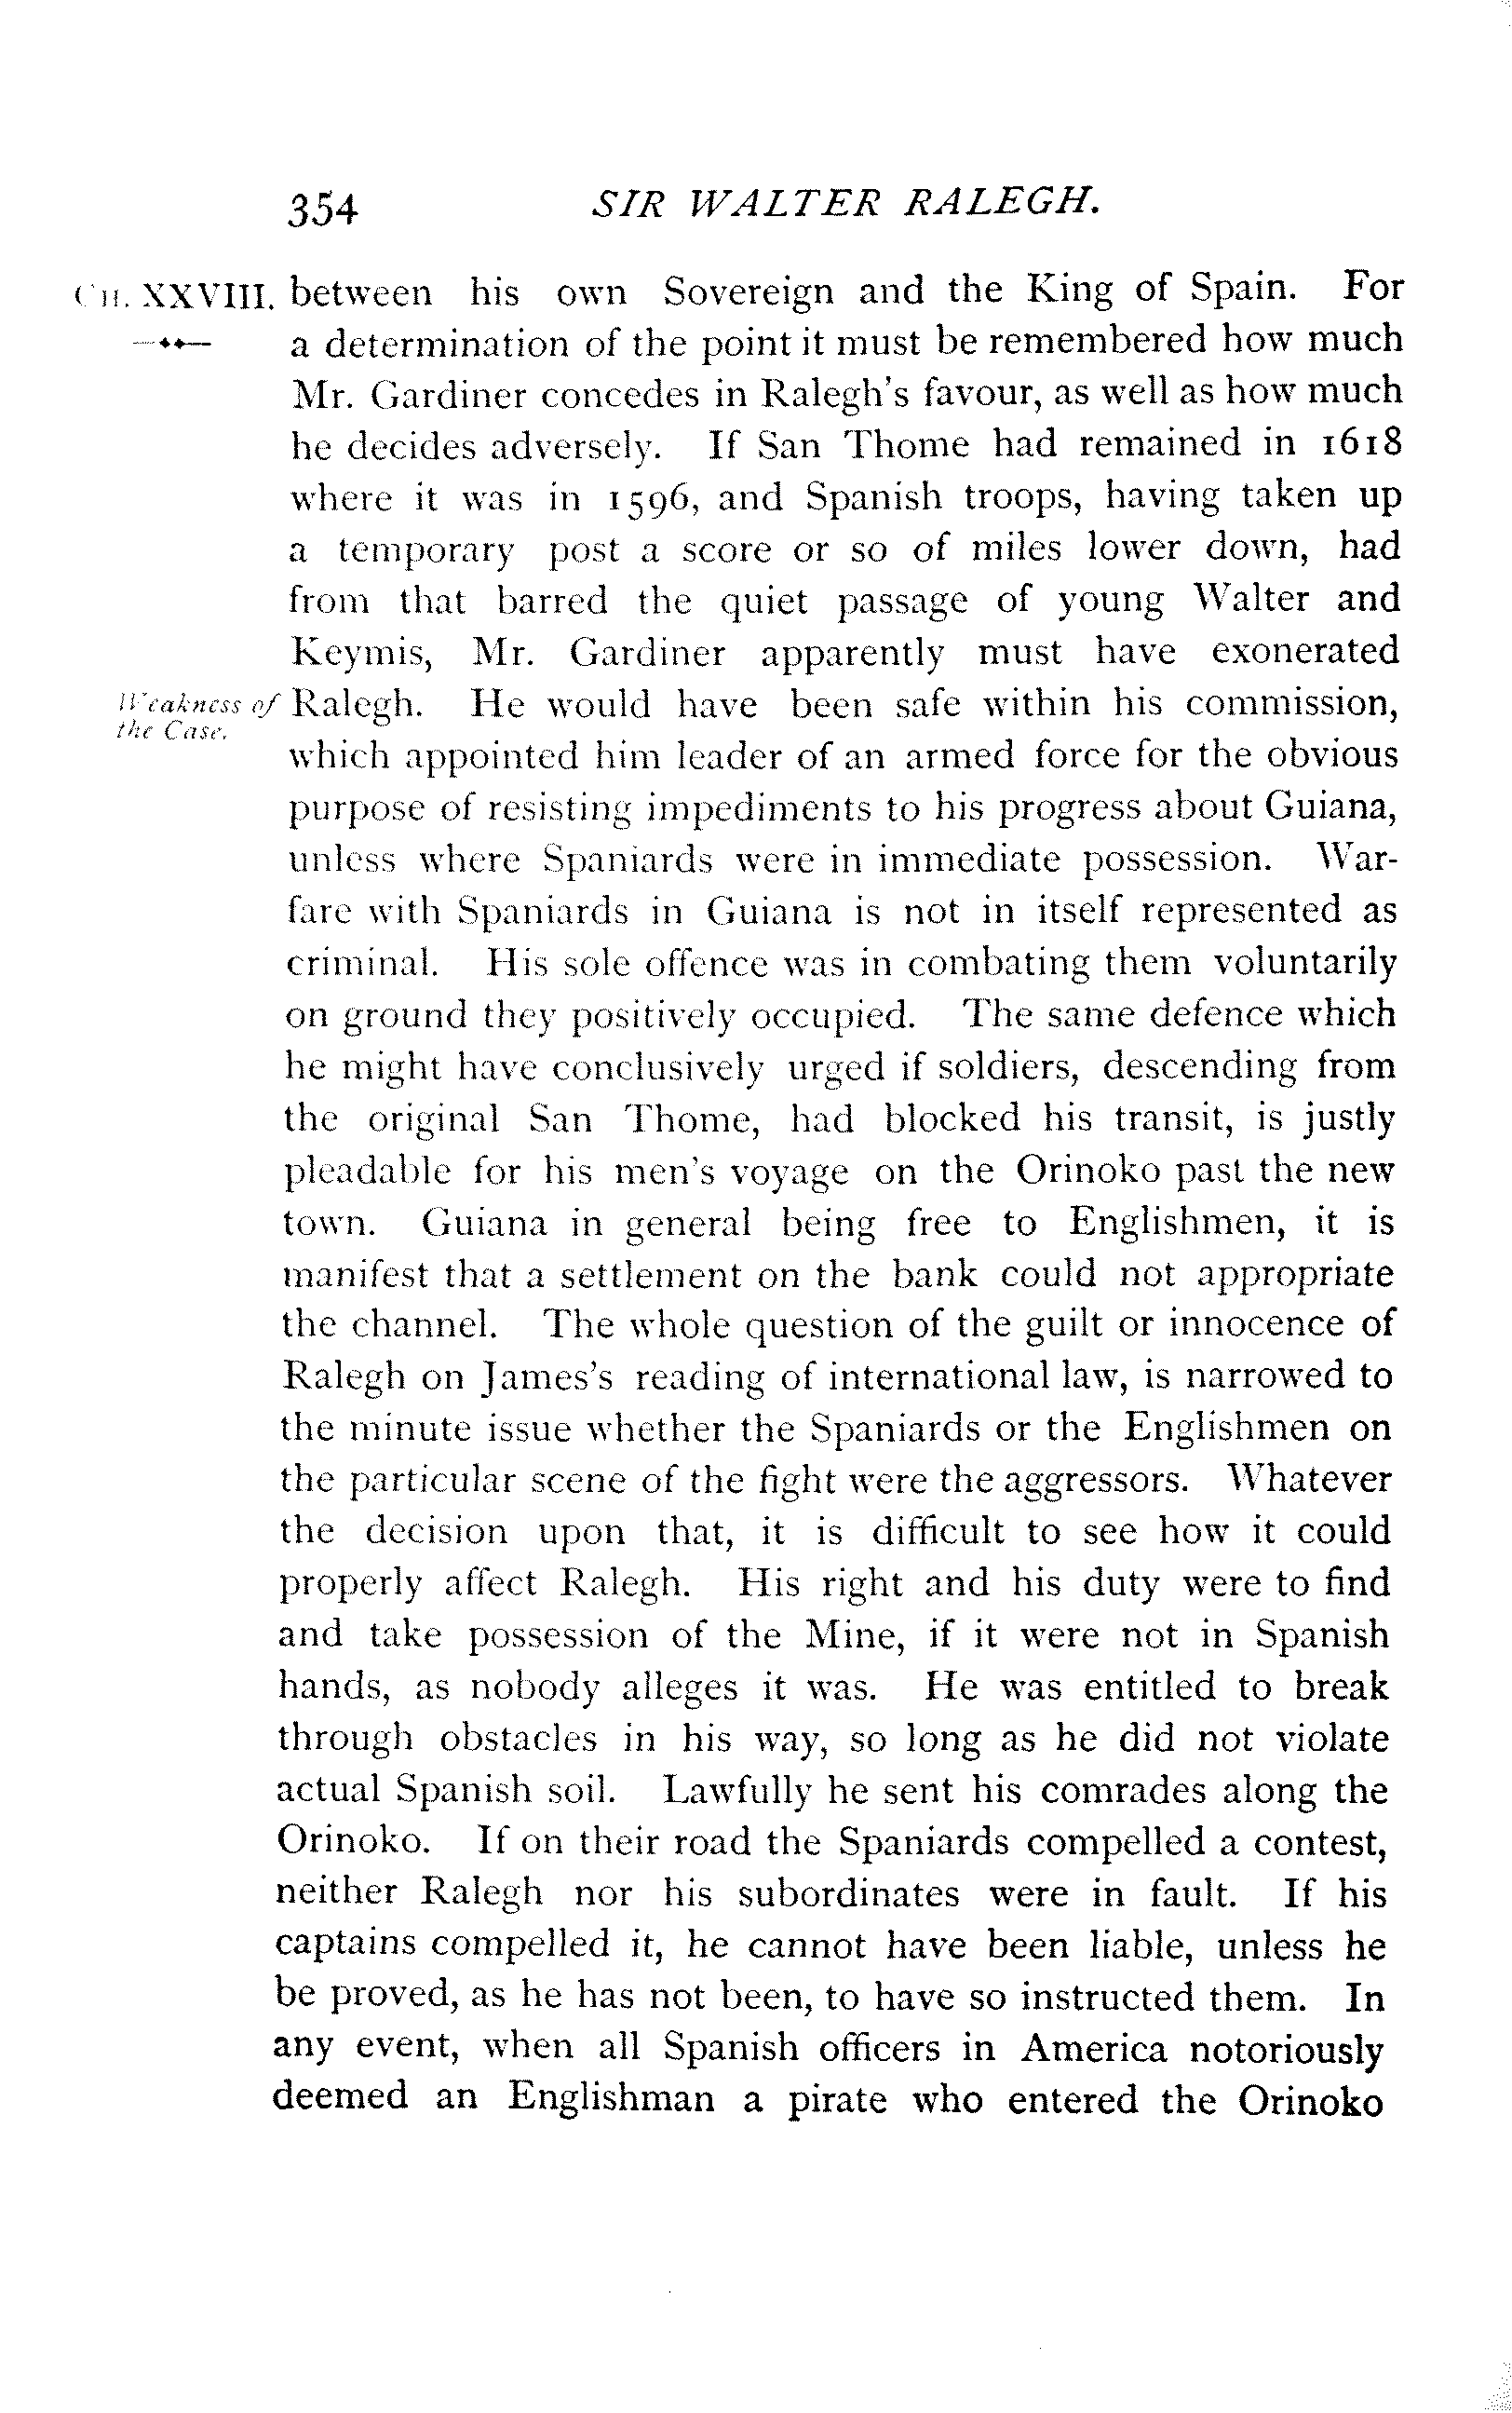 354 SIR WALTER RALEGH.
CH. XXVIII. between his own Sovereign and the King of Spain. For
a determination of the point it must be remembered how much
Mr. Gardiner concedes in Ralegh's favour, as well as how much
he decides adversely. If San Thome had remained in 1618
where it was in 1596, and Spanish troops, having taken up
a temporary post a score or so of miles lower down, had
from that barred the quiet passage of young Walter and
Keymis, Mr. Gardiner apparently must have exonerated
Weakness of
the Case.
Ralegh. He would have been safe within his commission,
which appointed him leader of an armed force for the obvious
purpose of resisting impediments to his progress about Guiana,
unless where Spaniards were in immediate possession. War-
fare with Spaniards in Guiana is not in itself represented as
criminal. His sole offence was in combating them voluntarily
on ground they positively occupied. The same defence which
he might have conclusively urged if soldiers, descending from
the original San Thome, had blocked his transit, is justly
pleadable for his men's voyage on the Orinoko past the new
town. Guiana in general being free to Englishmen, it is
manifest that a settlement on the bank could not appropriate
the channel. The whole question of the guilt or innocence of
Ralegh on James's reading of international law, is narrowed to
the minute issue whether the Spaniards or the Englishmen on
the particular scene of the fight were the aggressors. Whatever
the decision upon that, it is difficult to see how it could
properly affect Ralegh. His right and his duty were to find
and take possession of the Mine, if it were not in Spanish
hands, as nobody alleges it was. He was entitled to break
through obstacles in his way, so long as he did not violate
actual Spanish soil. Lawfully he sent his comrades along the
Orinoko. If on their road the Spaniards compelled a contest,
neither Ralegh nor his subordinates were in fault. If his
captains compelled it, he cannot have been liable, unless he
be proved, as he has not been, to have so instructed them. In
any event, when all Spanish officers in America notoriously
deemed an Englishman a pirate who entered the Orinoko